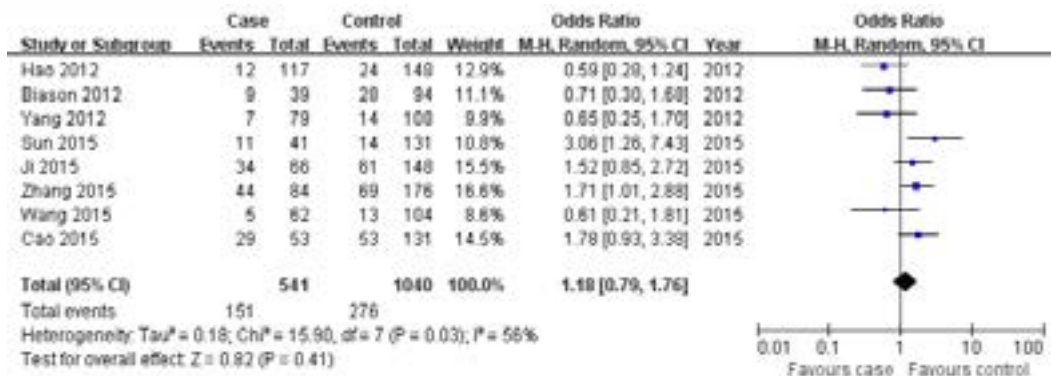 Case Control Odds Ratio Odds Ratio
Study or Subgroup Events Total Events Total Weight M-H, Random, 95% CI Year M-H, Random, 95% CI
Hao 2012 12 117 24 148 12.9% 0.59 [0.28, 1.24] 2012
Biason 2012 9 39 28 94 11.1% 0.71 [0.30, 1.68] 2012
Yang 2012 7 79 14 108 9.9% 0.65 [0.25, 1.70] 2012
Sun 2015 11 41 14 131 10.8% 3.06 [1.26, 7.43] 2015
Ji 2015 34 66 61 148 15.5% 1.52 [0.85, 2.72] 2015
Zhang 2015 44 84 69 176 16.6% 1.71 [1.01, 2.88] 2015
Wang 2015 5 62 13 104 8.6% 0.61 [0.21, 1.81] 2015
Cao 2015 29 53 53 131 14.5% 1.78 [0.93, 3.38] 2015
Total (95% CI) 541 1040 100.0% 1.18 [0.79, 1.76]
Total events 151 276
Heterogeneity: Tau² = 0.18; Chi² = 15.90, df = 7 (P = 0.03); I² = 56%
Test for overall effect: Z = 0.82 (P = 0.41)
0.01 0.1 1 10 100
Favours case Favours control